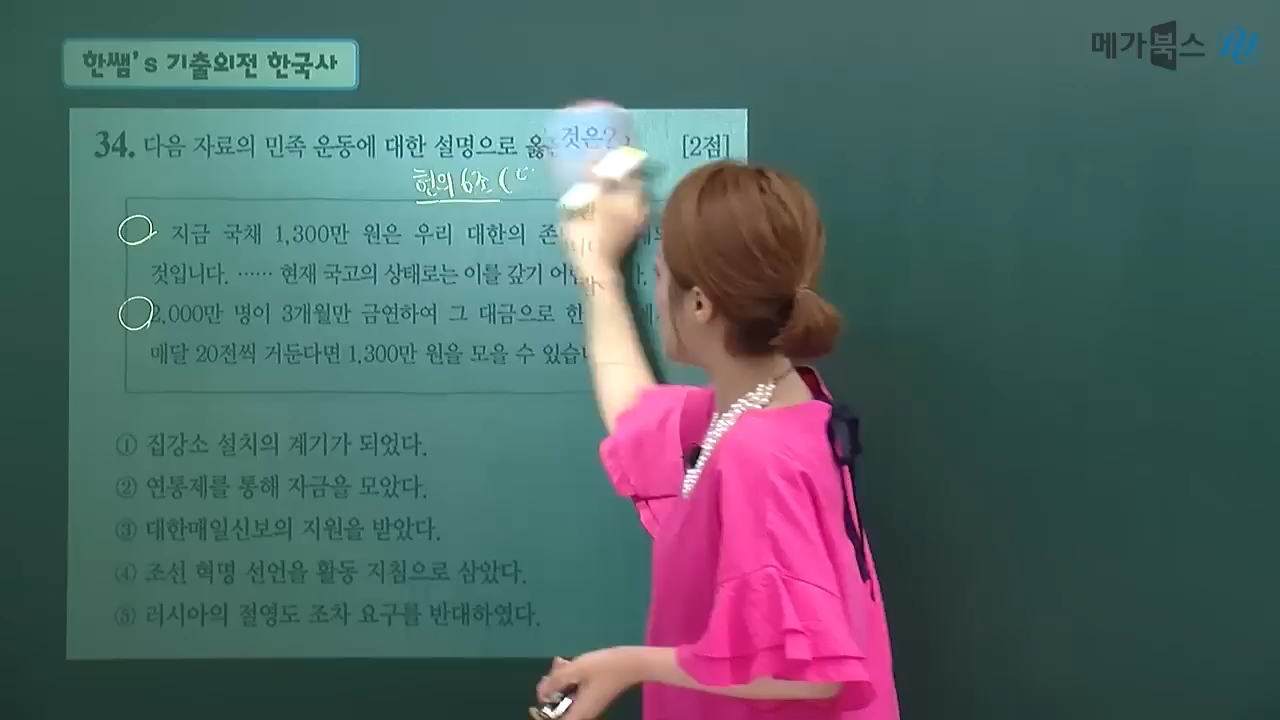 메가북스
한쌤's 기출의전 한국사
34. 다음 자료의 민족 운동에 대한 설명으로 옳 것은? [2점]
헌의 6조 (
지금 국채 1,300만 원은 우리 대한의
것입니다. …… 현재 국고의 상태로는 이를 갚기
2,000만 명이 3개월만 금연하여 그 대금으로 한
매달 20전씩 거둔다면 1,300만 원을 모을 수
① 집강소 설치의 계기가 되었다.
② 연통제를 통해 자금을 모았다.
③ 대한매일신보의 지원을 받았다.
④ 조선 혁명 선언을 활동 지침으로 삼았다.
⑤ 러시아의 절영도 조차 요구를 반대하였다.